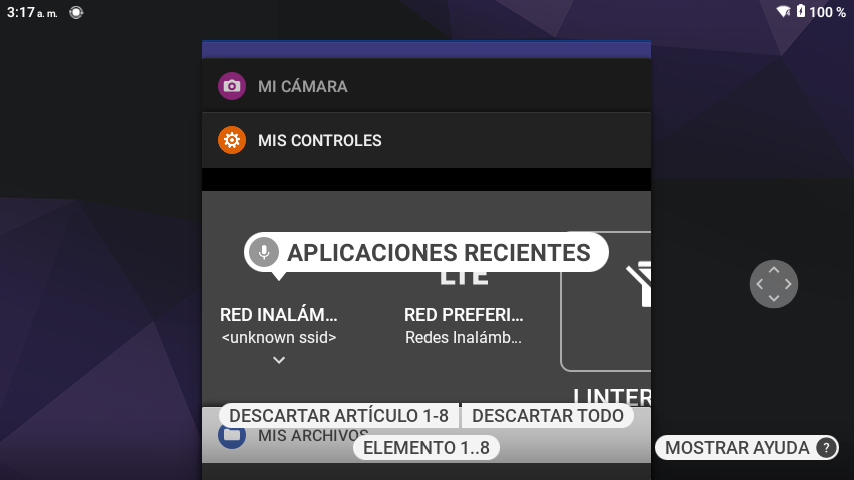 3:17 a. m.
100 %
MI CÁMARA
MIS CONTROLES
APLICACIONES RECIENTES
LTE
RED INALÁM...
RED PREFERI...
<unknown ssid>
Redes Inalámb...
LINTER
DESCARTAR ARTÍCULO 1-8
DESCARTAR TODO
MIS ARCHIVOS
ELEMENTO 1..8
MOSTRAR AYUDA ?